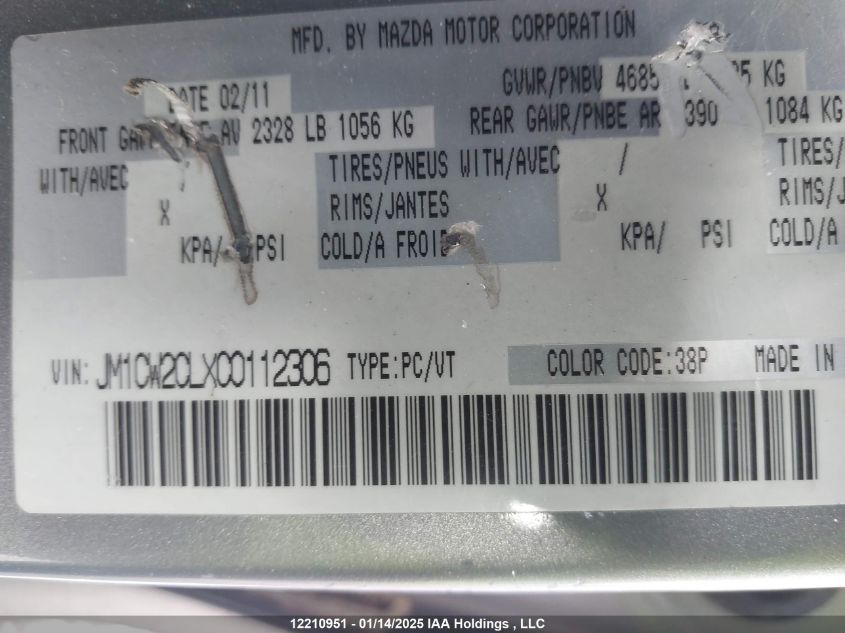 MFD. BY MAZDA MOTOR CORPORATION
DATE 02/11 GVWR/PNBV 4685 KG
FRONT AV 2328 LB 1056 KG REAR GAWR/PNBE AR 1084 KG
WITH/AVEC / TIRES/PNEUS WITH/AVEC / TIRES/
X RIMS/JANTES X RIMS/J
KPA/ PSI COLD/A FROID KPA/ PSI COLD/A
VIN: JM1CW2CLXC0112306 TYPE:PC/VT COLOR CODE:38P MADE IN
12210951 - 01/14/2025 IAA Holdings , LLC